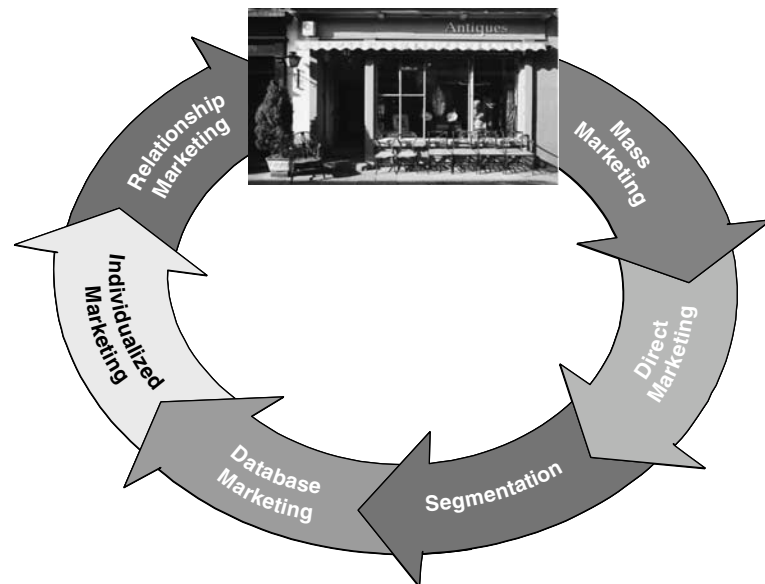 Antiques
Mass
Marketing
Direct
Marketing
Segmentation
Database
Marketing
Individualized
Marketing
Relationship
Marketing